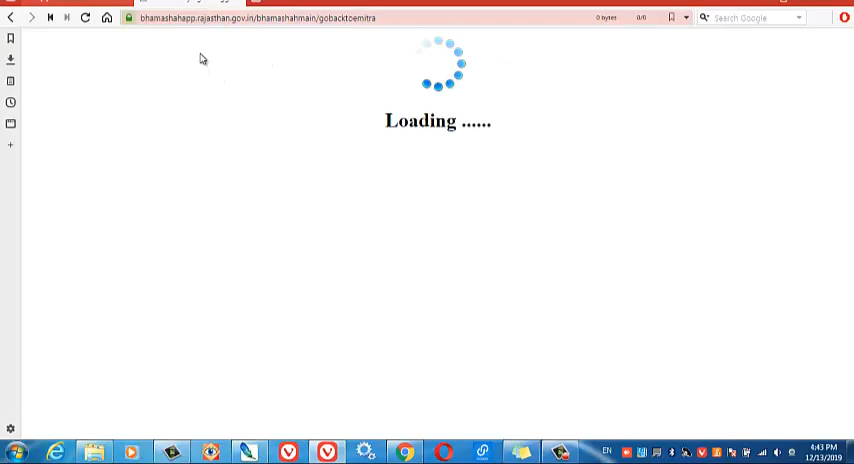 bhamashahapp.rajasthan.gov.in/bhamashahmain/gobacktoemitra
0 bytes
0/0
Search Google
Loading ......
EN
4:43 PM
12/13/2019